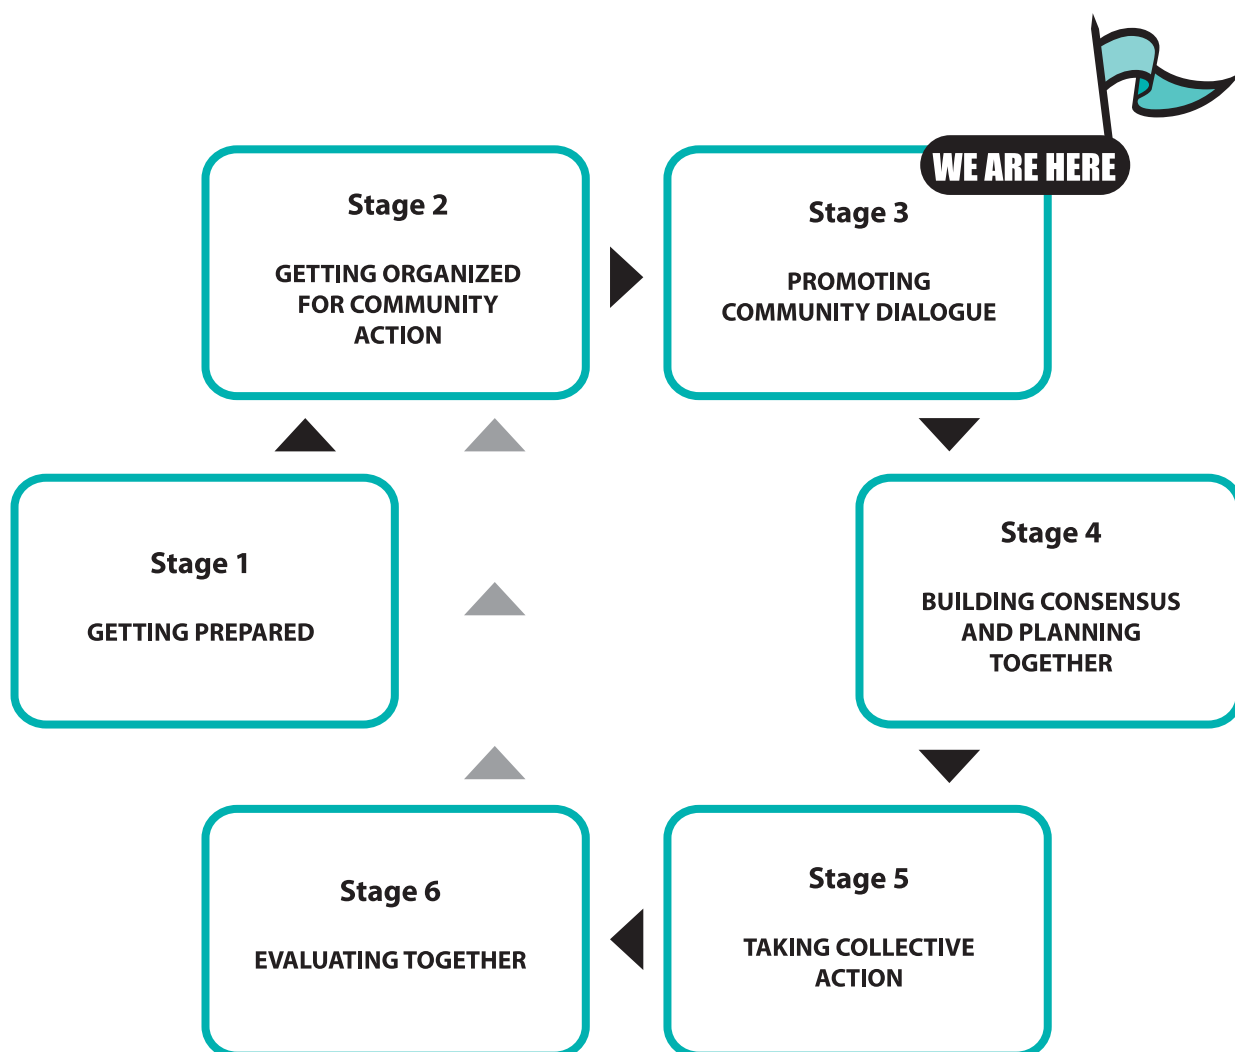 WE ARE HERE
Stage 2
GETTING ORGANIZED
FOR COMMUNITY
ACTION
Stage 3
PROMOTING
COMMUNITY DIALOGUE
Stage 1
GETTING PREPARED
Stage 4
BUILDING CONSENSUS
AND PLANNING
TOGETHER
Stage 6
EVALUATING TOGETHER
Stage 5
TAKING COLLECTIVE
ACTION